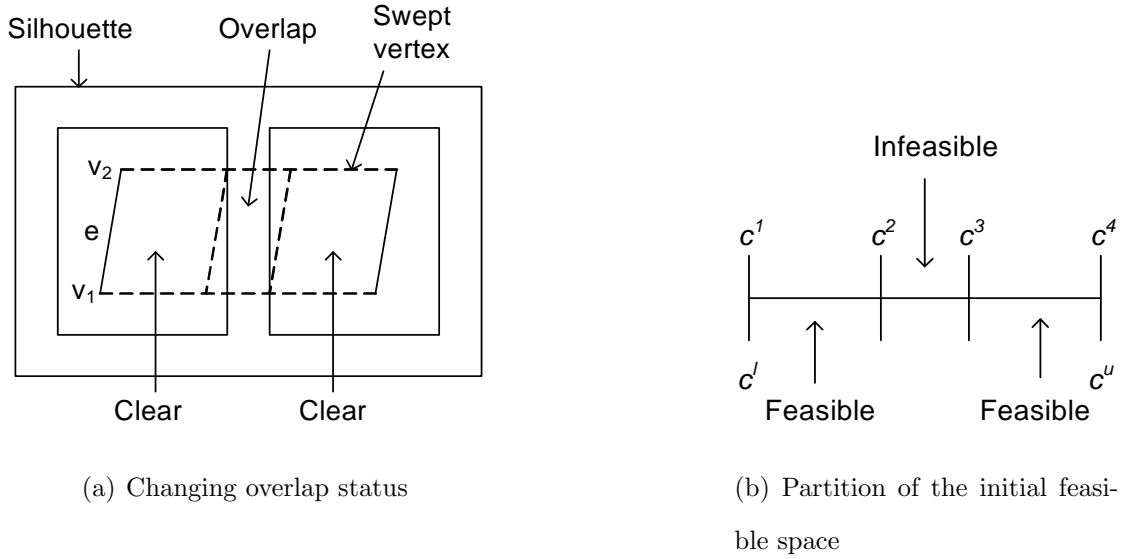 Silhouette
Overlap
Swept
vertex
v2
e
v1
Clear
Clear
(a) Changing overlap status
Infeasible
c1
c2
c3
c4
cl
cu
Feasible
Feasible
(b) Partition of the initial feasi-
ble space